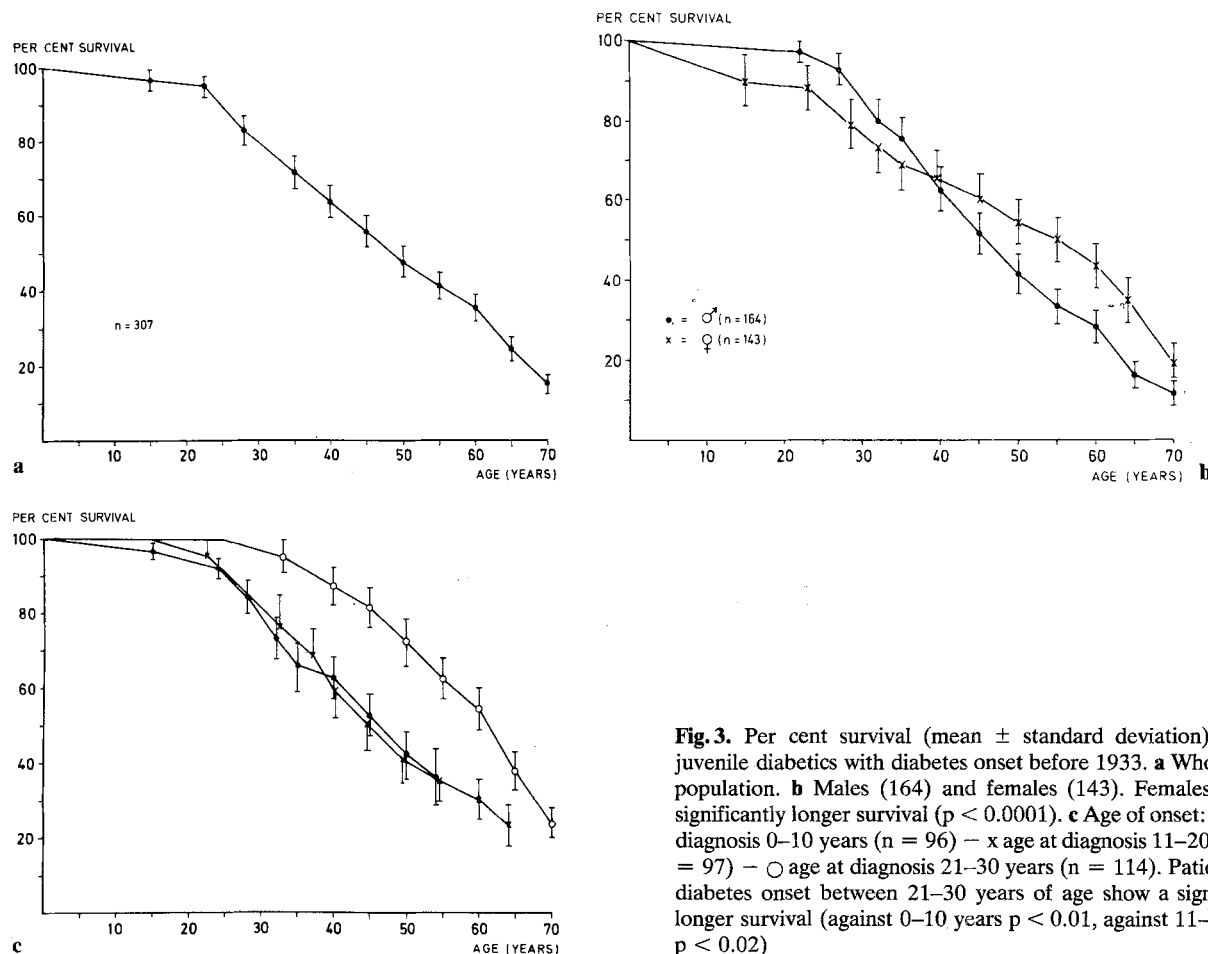 PER CENT SURVIVAL
100
80
60
40
20
n = 307
10 20 30 40 50 60 70
AGE (YEARS)
a
PER CENT SURVIVAL
100
80
60
40
20
• = ♂ (n = 164)
x = ♀ (n = 143)
10 20 30 40 50 60 70
AGE (YEARS)
b
PER CENT SURVIVAL
100
80
60
40
20
10 20 30 40 50 60 70
AGE (YEARS)
c
Fig. 3. Per cent survival (mean ± standard deviation)
juvenile diabetics with diabetes onset before 1933. a Who
population. b Males (164) and females (143). Females
significantly longer survival (p < 0.0001). c Age of onset:
diagnosis 0–10 years (n = 96) – x age at diagnosis 11–20
= 97) – ○ age at diagnosis 21–30 years (n = 114). Patie
diabetes onset between 21–30 years of age show a sign
longer survival (against 0–10 years p < 0.01, against 11–
p < 0.02)